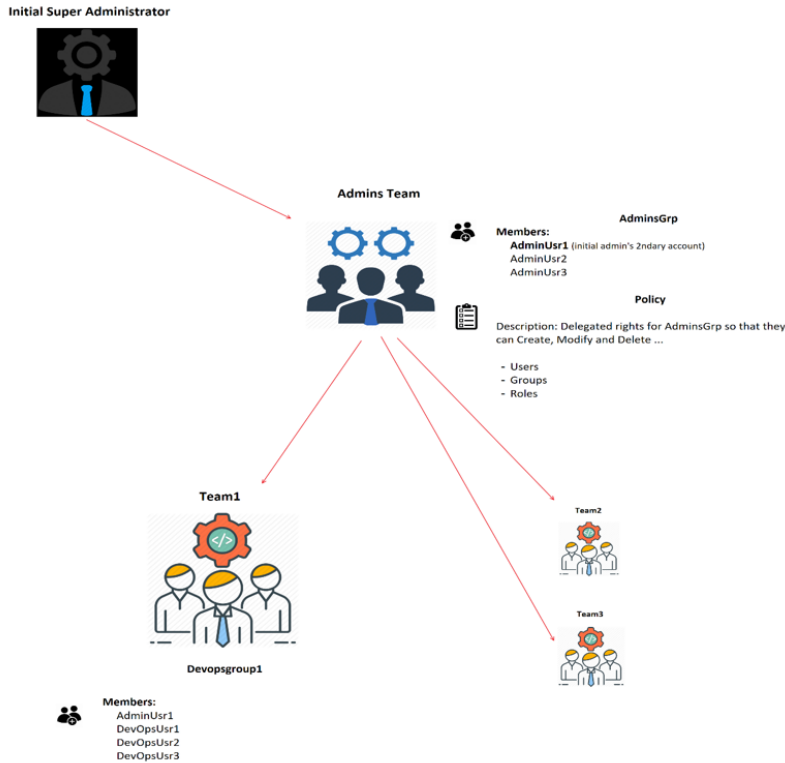 Initial Super Administrator
Admins Team
AdminsGrp
Members:
AdminUsr1 (initial admin's 2ndary account)
AdminUsr2
AdminUsr3
Policy
Description: Delegated rights for AdminsGrp so that they
can Create, Modify and Delete ...
- Users
- Groups
- Roles
Team1
</>
Devopsgroup1
Members:
AdminUsr1
DevOpsUsr1
DevOpsUsr2
DevOpsUsr3
Team2
</>
Team3
</>